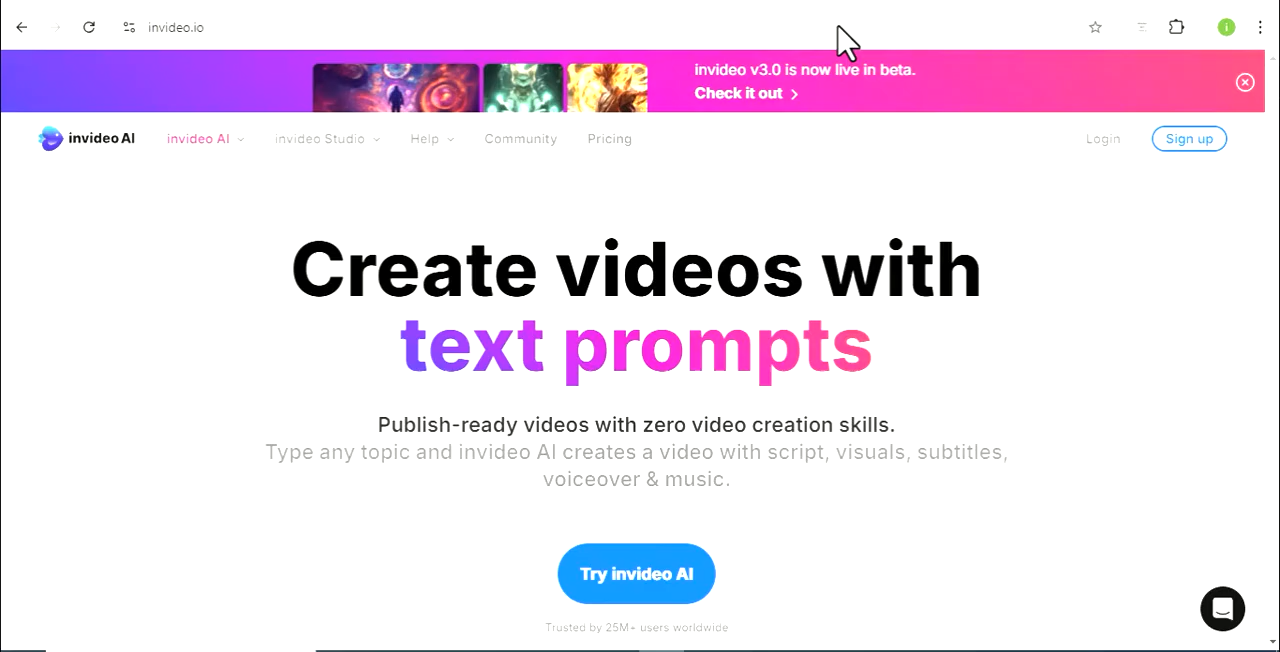 invideo.io
i
invideo v3.0 is now live in beta.
Check it out
invideo AI
invideo AI
invideo Studio
Help
Community
Pricing
Login
Sign up
Create videos with
text prompts
Publish-ready videos with zero video creation skills.
Type any topic and invideo AI creates a video with script, visuals, subtitles,
voiceover & music.
Try invideo AI
Trusted by 25M+ users worldwide